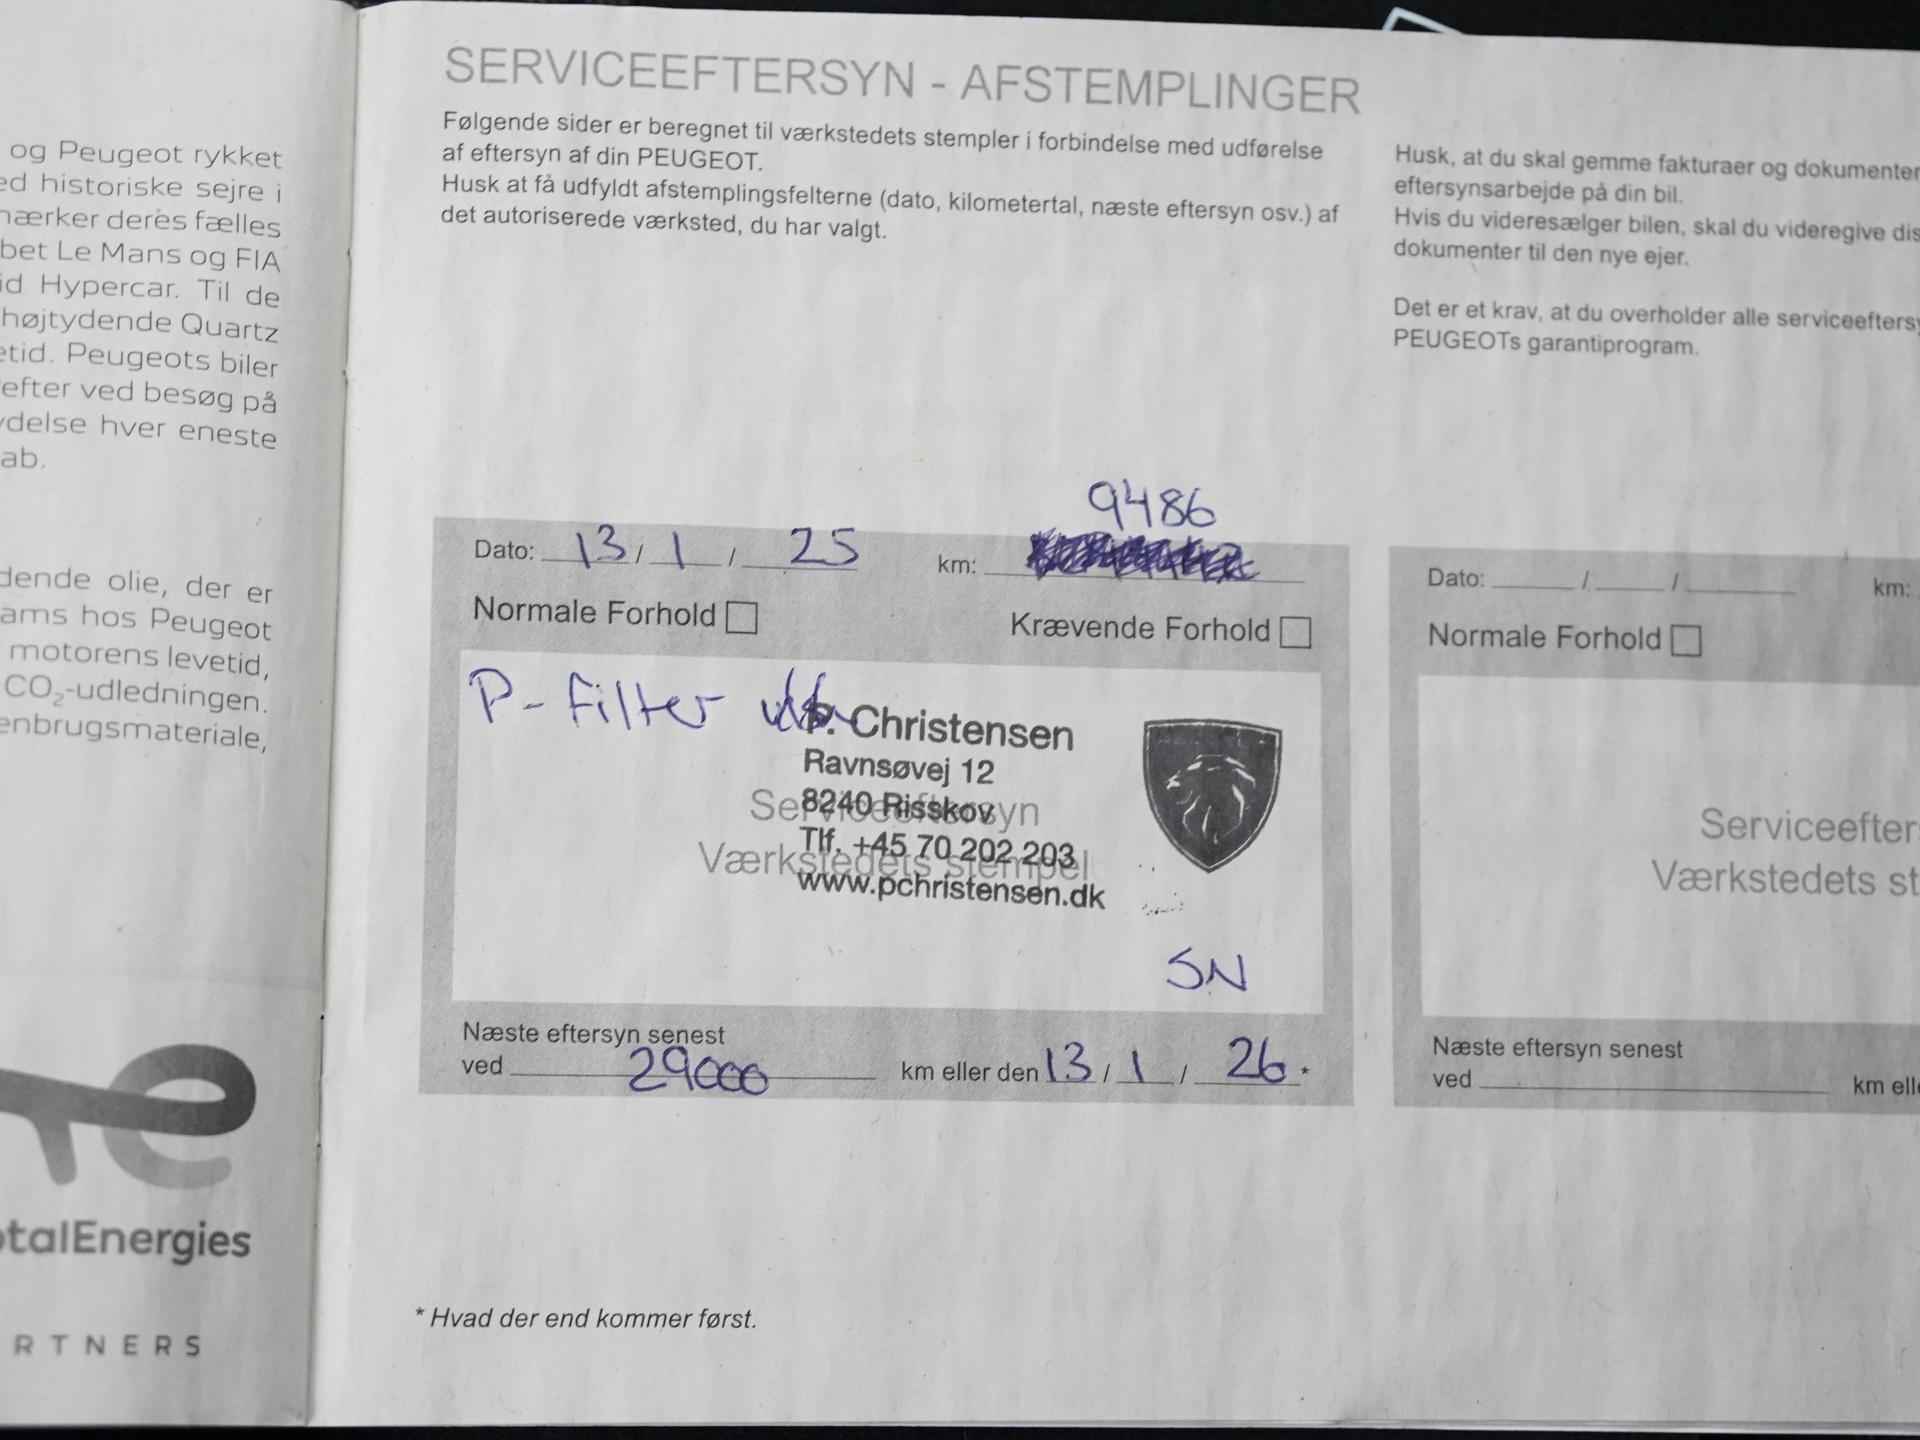 og Peugeot rykket
ed historiske sejre i
mærker deres fælles
bet Le Mans og FIA
id Hypercar. Til de
højtydende Quartz
etid. Peugeots biler
efter ved besøg på
ydelse hver eneste
ab.
dende olie, der er
ams hos Peugeot
motorens levetid,
CO₂-udledningen.
enbrugsmateriale,
otalEnergies
RTNERS
SERVICEEFTERSYN - AFSTEMPLINGER
Følgende sider er beregnet til værkstedets stempler i forbindelse med udførelse
af eftersyn af din PEUGEOT.
Husk at få udfyldt afstemplingsfelterne (dato, kilometertal, næste eftersyn osv.) af
det autoriserede værksted, du har valgt.
9486
Dato: 13 / 1 / 25 km:
Normale Forhold Krævende Forhold
P-filter
P. Christensen
Ravnsøvej 12
8240 Risskov
Serviceeftersyn
Tlf. +45 70 202 203
Værkstedets stempel
www.pchristensen.dk
SN
Næste eftersyn senest
ved 29000 km eller den 13 / 1 / 26 *
* Hvad der end kommer først.
Husk, at du skal gemme fakturaer og dokumenter
eftersynsarbejde på din bil.
Hvis du videresælger bilen, skal du videregive dis
dokumenter til den nye ejer.
Det er et krav, at du overholder alle serviceeftersy
PEUGEOTs garantiprogram.
Dato: / / km:
Normale Forhold
Serviceefter
Værkstedets st
Næste eftersyn senest
ved km elle